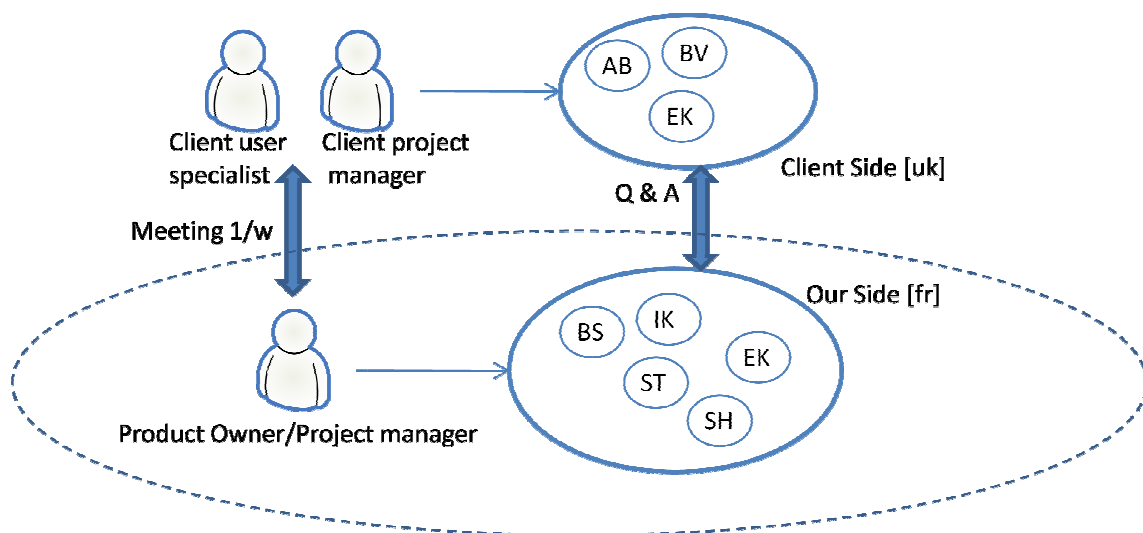 AB
BV
EK
Client user
specialist
Client project
manager
Client Side [uk]
Q & A
Meeting 1/w
Our Side [fr]
BS
IK
EK
ST
SH
Product Owner/Project manager